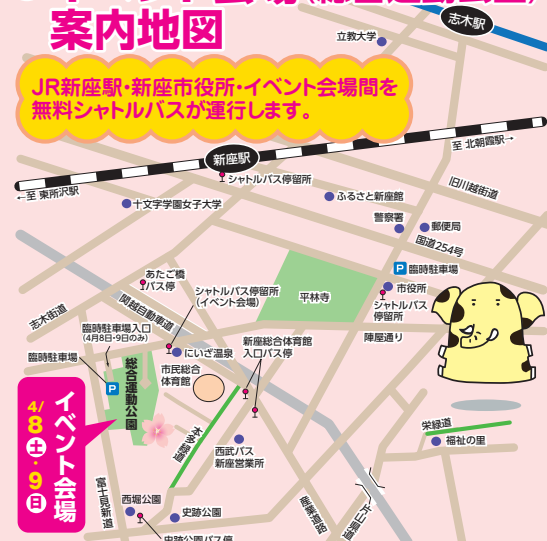 案内地図
JR新座駅・新座市役所・イベント会場間を
無料シャトルバスが運行します。
志木駅
立教大学
至 北朝霞駅→
新座駅
シャトルバス停留所
←至 東所沢駅
十文字学園女子大学
ふるさと新座館
旧川越街道
警察署
郵便局
国道254号
P
臨時駐車場
市役所
シャトルバス
停留所
平林寺
陣屋通り
あたご橋
バス停
シャトルバス停留所
(イベント会場)
関越自動車道
志木街道
臨時駐車場入口
(4月8日・9日のみ)
臨時駐車場
P
総合運動公園
にいざ温泉
市民総合
体育館
新座総合体育館
入口バス停
本多緑道
西武バス
新座営業所
栄緑道
福祉の里
イベント会場
4/8土・9日
富士見新道
西堀公園
史跡公園
史跡公園バス停
産業道路
片山県道